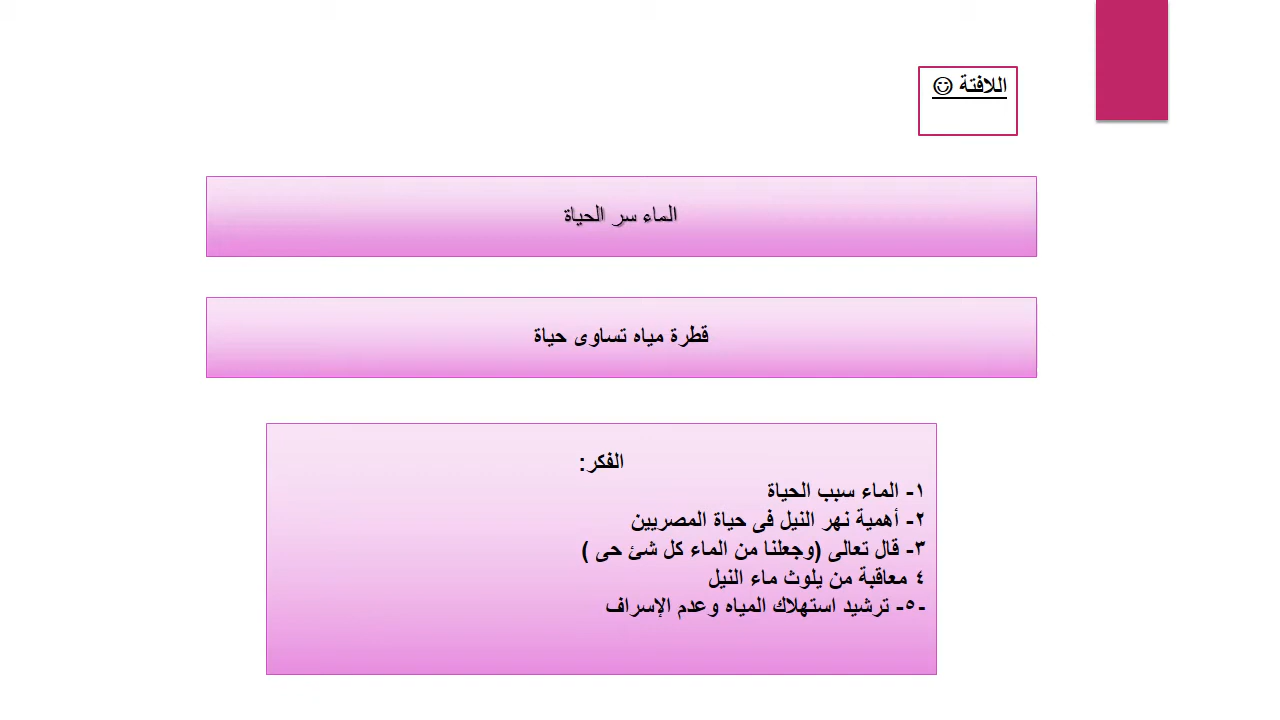 اللافتة ☺
الماء سر الحياة
قطرة مياه تساوى حياة
الفكر:
١- الماء سبب الحياة
٢- أهمية نهر النيل فى حياة المصريين
٣- قال تعالى (وجعلنا من الماء كل شئ حى )
٤ معاقبة من يلوث ماء النيل
-٥- ترشيد استهلاك المياه وعدم الإسراف